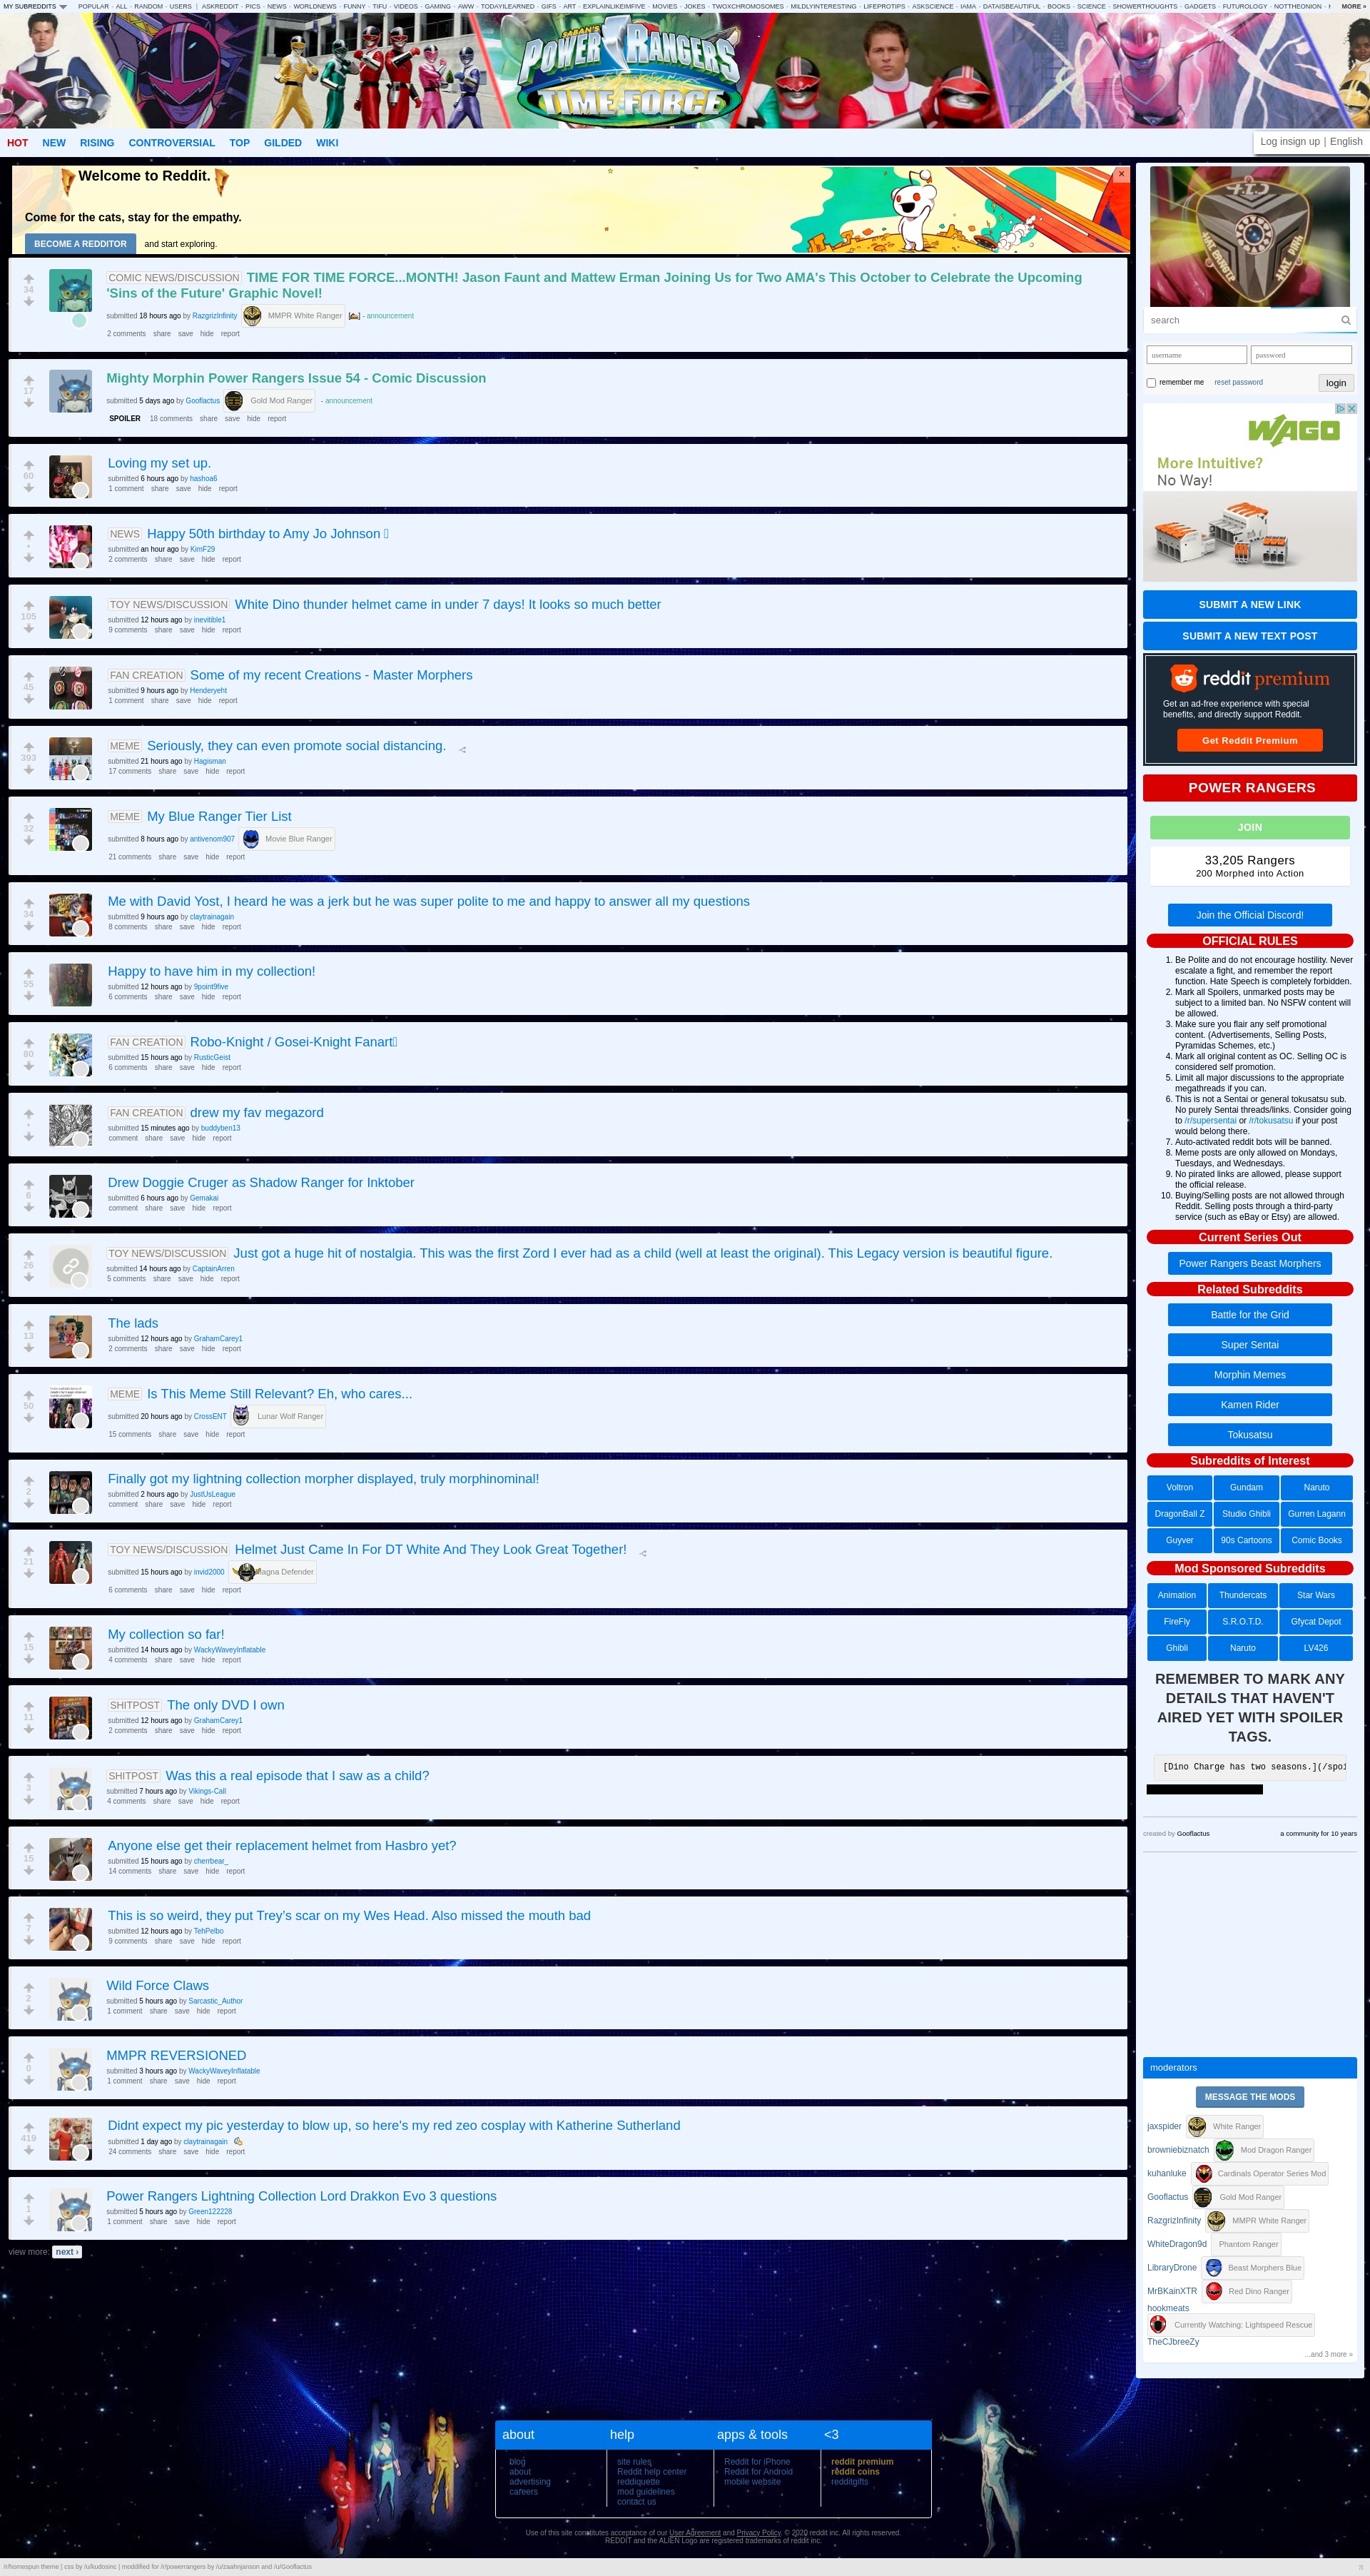 MY SUBREDDITS POPULAR - ALL - RANDOM - USERS | ASKREDDIT - PICS - NEWS - WORLDNEWS - FUNNY - TIFU - VIDEOS - GAMING - AWW - TODAYILEARNED - GIFS - ART - EXPLAINLIKEIMFIVE - MOVIES - JOKES - TWOXCHROMOSOMES - MILDLYINTERESTING - LIFEPROTIPS - ASKSCIENCE - IAMA - DATAISBEAUTIFUL - BOOKS - SCIENCE - SHOWERTHOUGHTS - GADGETS - FUTUROLOGY - NOTTHEONION - MORE »
SABAN'S
POWER RANGERS
TIME FORCE
HOT NEW RISING CONTROVERSIAL TOP GILDED WIKI
Log in sign up | English
Welcome to Reddit.
Come for the cats, stay for the empathy.
BECOME A REDDITOR and start exploring.
×
34
COMIC NEWS/DISCUSSION TIME FOR TIME FORCE...MONTH! Jason Faunt and Mattew Erman Joining Us for Two AMA's This October to Celebrate the Upcoming
'Sins of the Future' Graphic Novel!
submitted 18 hours ago by RazgrizInfinity MMPR White Ranger - announcement
2 comments share save hide report
17
Mighty Morphin Power Rangers Issue 54 - Comic Discussion
submitted 5 days ago by Gooflactus Gold Mod Ranger - announcement
SPOILER 18 comments share save hide report
60
Loving my set up.
submitted 6 hours ago by hashoa6
1 comment share save hide report
•
NEWS Happy 50th birthday to Amy Jo Johnson
submitted an hour ago by KimF29
2 comments share save hide report
105
TOY NEWS/DISCUSSION White Dino thunder helmet came in under 7 days! It looks so much better
submitted 12 hours ago by inevitible1
9 comments share save hide report
45
FAN CREATION Some of my recent Creations - Master Morphers
submitted 9 hours ago by Henderyeht
1 comment share save hide report
393
MEME Seriously, they can even promote social distancing.
submitted 21 hours ago by Hagisman
17 comments share save hide report
32
MEME My Blue Ranger Tier List
submitted 8 hours ago by antivenom907 Movie Blue Ranger
21 comments share save hide report
34
Me with David Yost, I heard he was a jerk but he was super polite to me and happy to answer all my questions
submitted 9 hours ago by claytrainagain
8 comments share save hide report
55
Happy to have him in my collection!
submitted 12 hours ago by 9point9five
6 comments share save hide report
80
FAN CREATION Robo-Knight / Gosei-Knight Fanart
submitted 15 hours ago by RusticGeist
6 comments share save hide report
•
FAN CREATION drew my fav megazord
submitted 15 minutes ago by buddyben13
comment share save hide report
6
Drew Doggie Cruger as Shadow Ranger for Inktober
submitted 6 hours ago by Gemakai
comment share save hide report
26
TOY NEWS/DISCUSSION Just got a huge hit of nostalgia. This was the first Zord I ever had as a child (well at least the original). This Legacy version is beautiful figure.
submitted 14 hours ago by CaptainArren
5 comments share save hide report
13
The lads
submitted 12 hours ago by GrahamCarey1
2 comments share save hide report
50
MEME Is This Meme Still Relevant? Eh, who cares...
submitted 20 hours ago by CrossENT Lunar Wolf Ranger
15 comments share save hide report
2
Finally got my lightning collection morpher displayed, truly morphinominal!
submitted 2 hours ago by JustUsLeague
comment share save hide report
21
TOY NEWS/DISCUSSION Helmet Just Came In For DT White And They Look Great Together!
submitted 15 hours ago by invid2000 Magna Defender
6 comments share save hide report
15
My collection so far!
submitted 14 hours ago by WackyWaveyInflatable
4 comments share save hide report
11
SHITPOST The only DVD I own
submitted 12 hours ago by GrahamCarey1
2 comments share save hide report
3
SHITPOST Was this a real episode that I saw as a child?
submitted 7 hours ago by Vikings-Call
4 comments share save hide report
15
Anyone else get their replacement helmet from Hasbro yet?
submitted 15 hours ago by cherrbear_
14 comments share save hide report
7
This is so weird, they put Trey's scar on my Wes Head. Also missed the mouth bad
submitted 12 hours ago by TehPelbo
9 comments share save hide report
2
Wild Force Claws
submitted 5 hours ago by Sarcastic_Author
1 comment share save hide report
0
MMPR REVERSIONED
submitted 3 hours ago by WackyWaveyInflatable
1 comment share save hide report
419
Didnt expect my pic yesterday to blow up, so here's my red zeo cosplay with Katherine Sutherland
submitted 1 day ago by claytrainagain
24 comments share save hide report
1
Power Rangers Lightning Collection Lord Drakkon Evo 3 questions
submitted 5 hours ago by Green122228
1 comment share save hide report
view more: next ›
search
username password
remember me reset password login
WAGO
More Intuitive?
No Way!
SUBMIT A NEW LINK
SUBMIT A NEW TEXT POST
reddit premium
Get an ad-free experience with special
benefits, and directly support Reddit.
Get Reddit Premium
POWER RANGERS
JOIN
33,205 Rangers
200 Morphed into Action
Join the Official Discord!
OFFICIAL RULES
1. Be Polite and do not encourage hostility. Never
escalate a fight, and remember the report
function. Hate Speech is completely forbidden.
2. Mark all Spoilers, unmarked posts may be
subject to a limited ban. No NSFW content will
be allowed.
3. Make sure you flair any self promotional
content. (Advertisements, Selling Posts,
Pyramidas Schemes, etc.)
4. Mark all original content as OC. Selling OC is
considered self promotion.
5. Limit all major discussions to the appropriate
megathreads if you can.
6. This is not a Sentai or general tokusatsu sub.
No purely Sentai threads/links. Consider going
to /r/supersentai or /r/tokusatsu if your post
would belong there.
7. Auto-activated reddit bots will be banned.
8. Meme posts are only allowed on Mondays,
Tuesdays, and Wednesdays.
9. No pirated links are allowed, please support
the official release.
10. Buying/Selling posts are not allowed through
Reddit. Selling posts through a third-party
service (such as eBay or Etsy) are allowed.
Current Series Out
Power Rangers Beast Morphers
Related Subreddits
Battle for the Grid
Super Sentai
Morphin Memes
Kamen Rider
Tokusatsu
Subreddits of Interest
Voltron Gundam Naruto
DragonBall Z Studio Ghibli Gurren Lagann
Guyver 90s Cartoons Comic Books
Mod Sponsored Subreddits
Animation Thundercats Star Wars
FireFly S.R.O.T.D. Gfycat Depot
Ghibli Naruto LV426
REMEMBER TO MARK ANY
DETAILS THAT HAVEN'T
AIRED YET WITH SPOILER
TAGS.
[Dino Charge has two seasons.](/spoi
created by Gooflactus a community for 10 years
moderators
MESSAGE THE MODS
jaxspider White Ranger
browniebiznatch Mod Dragon Ranger
kuhanluke Cardinals Operator Series Mod
Gooflactus Gold Mod Ranger
RazgrizInfinity MMPR White Ranger
WhiteDragon9d Phantom Ranger
LibraryDrone Beast Morphers Blue
MrBKainXTR Red Dino Ranger
hookmeats
Currently Watching: Lightspeed Rescue
TheCJbreeZy
...and 3 more »
about help apps & tools <3
blog
about
advertising
careers
site rules
Reddit help center
reddiquette
mod guidelines
contact us
Reddit for iPhone
Reddit for Android
mobile website
reddit premium
reddit coins
redditgifts
Use of this site constitutes acceptance of our User Agreement and Privacy Policy. © 2020 reddit inc. All rights reserved.
REDDIT and the ALIEN Logo are registered trademarks of reddit inc.
/r/homespun theme | css by /u/kudosinc | moddified for /r/powerrangers by /u/zaahnjanson and /u/Gooflactus
π